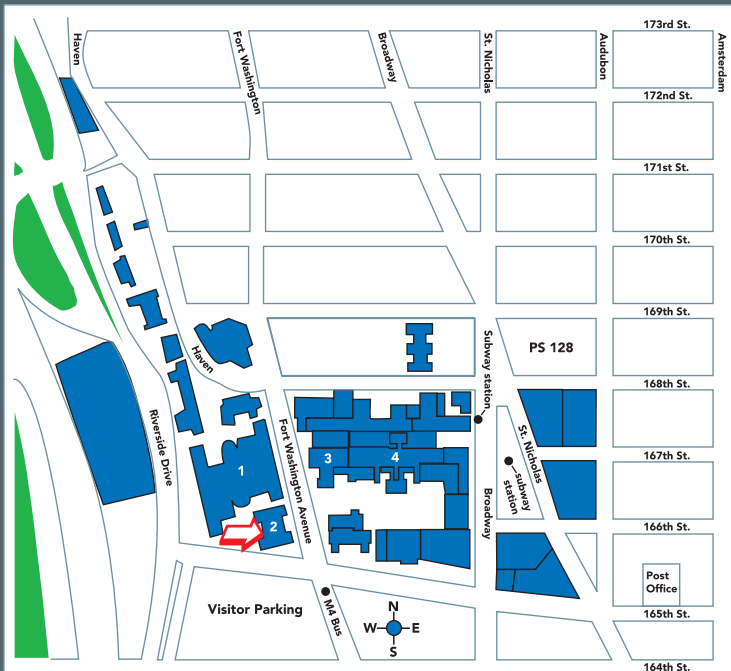 173rd St.
Haven
Fort Washington
Broadway
St. Nicholas
Audubon
Amsterdam
172nd St.
171st St.
170th St.
169th St.
Subway station
PS 128
Haven
168th St.
Riverside Drive
Fort Washington Avenue
St. Nicholas
167th St.
3
4
1
subway
station
Broadway
2
166th St.
Post
Office
Visitor Parking
M4 Bus
N
165th St.
W
E
S
164th St.